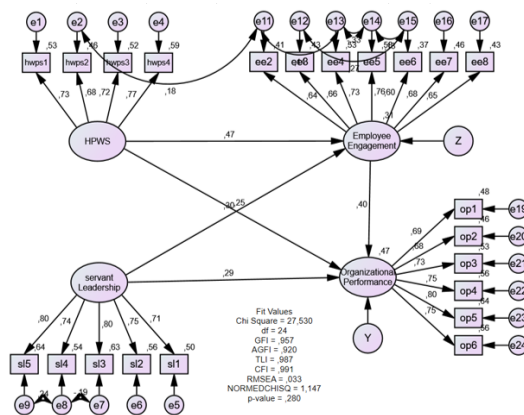 e1 e2 e3 e4 e11 e12 e13 e14 e15 e16 e17
,53 ,46 ,52 ,59 ,41 ,43 ,53 ,37 ,46 ,43
hwps1 hwps2 hwps3 hwps4 ee2 ee4 ee5 ee6 ee7 ee8
,27
,18
,73 ,68 ,72 ,77 ,64 ,66 ,73 ,76 ,60 ,68 ,65
,31
HPWS ,47 Employee
Engagement Z
,25
,40 ,48
op1 e19
,69 ,46
,47 ,68 op2 e20
,53
servant
Leadership ,29 Organizational
Performance ,73 op3 e21
,56
,75 op4 e22
,64
,80 op5 e23
,56
,75 op6 e24
,80 ,74 ,80 ,75 ,71
Y
,64 ,54 ,63 ,56 ,50
sl5 sl4 sl3 sl2 sl1
,24 -,19
e9 e8 e7 e6 e5
Fit Values
Chi Square = 27,530
df = 24
GFI = ,957
AGFI = ,920
TLI = ,987
CFI = ,991
RMSEA = ,033
NORMEDCHISQ = 1,147
p-value = ,280